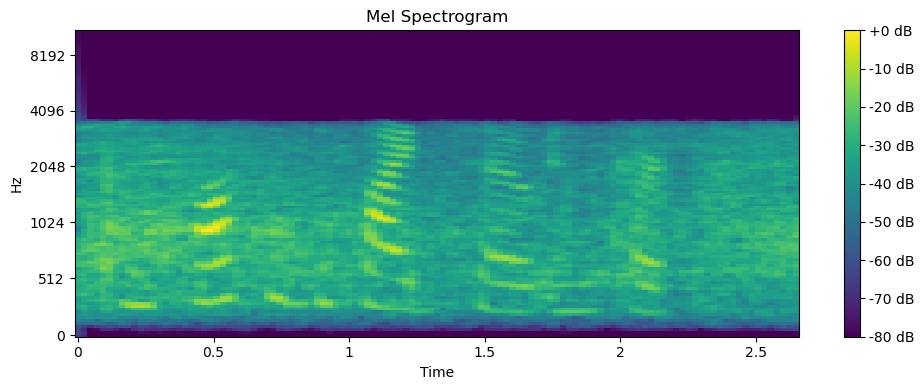 Mel Spectrogram
Hz
8192
4096
2048
1024
512
0
0
0.5
1
1.5
2
2.5
Time
+0 dB
-10 dB
-20 dB
-30 dB
-40 dB
-50 dB
-60 dB
-70 dB
-80 dB